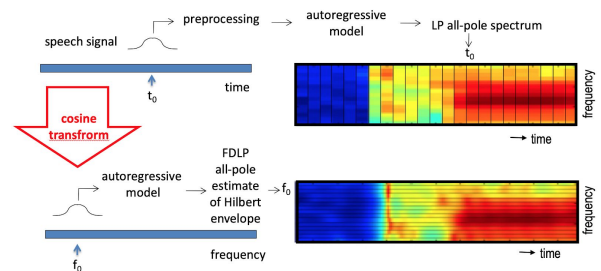 preprocessing
autoregressive
model
LP all-pole spectrum
speech signal
t0
time
t0
frequency
time
cosine
transform
autoregressive
model
FDLP
all-pole
estimate
of Hilbert
envelope
f0
frequency
frequency
time
f0